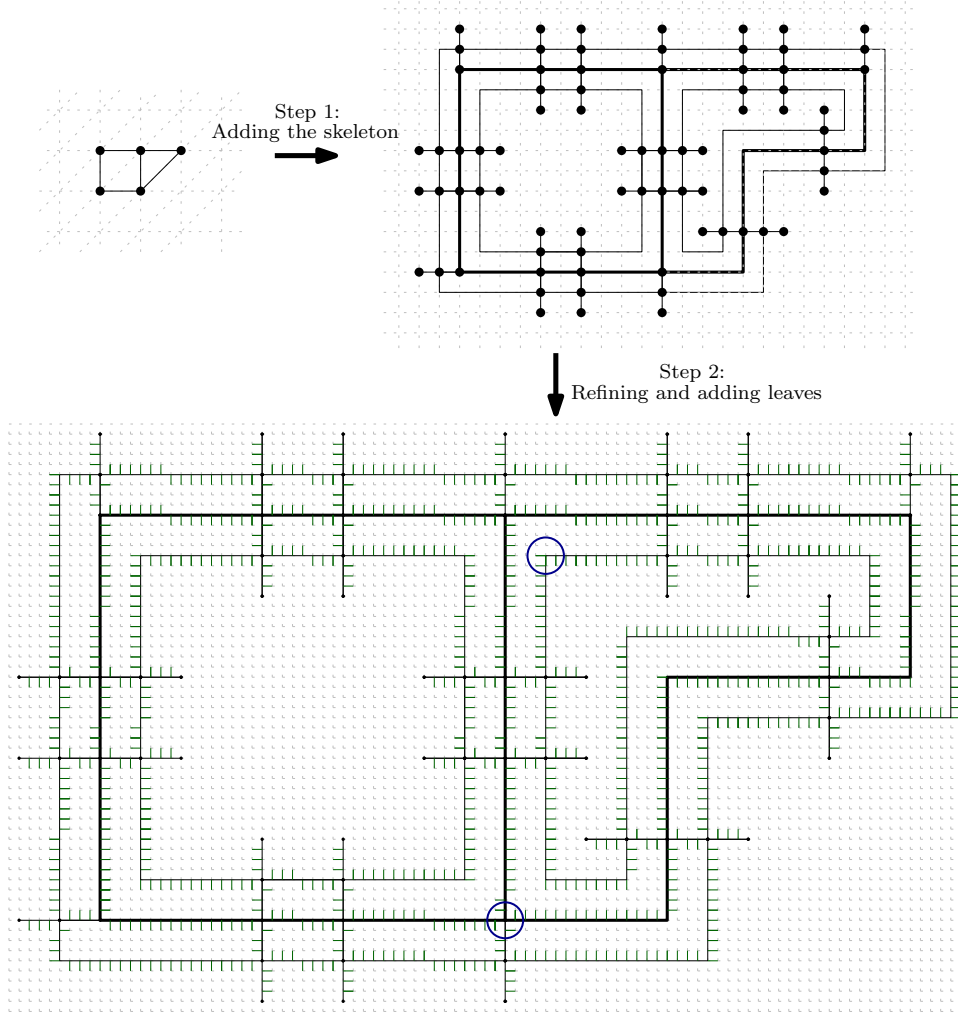 Step 1:
Adding the skeleton
Step 2:
Refining and adding leaves